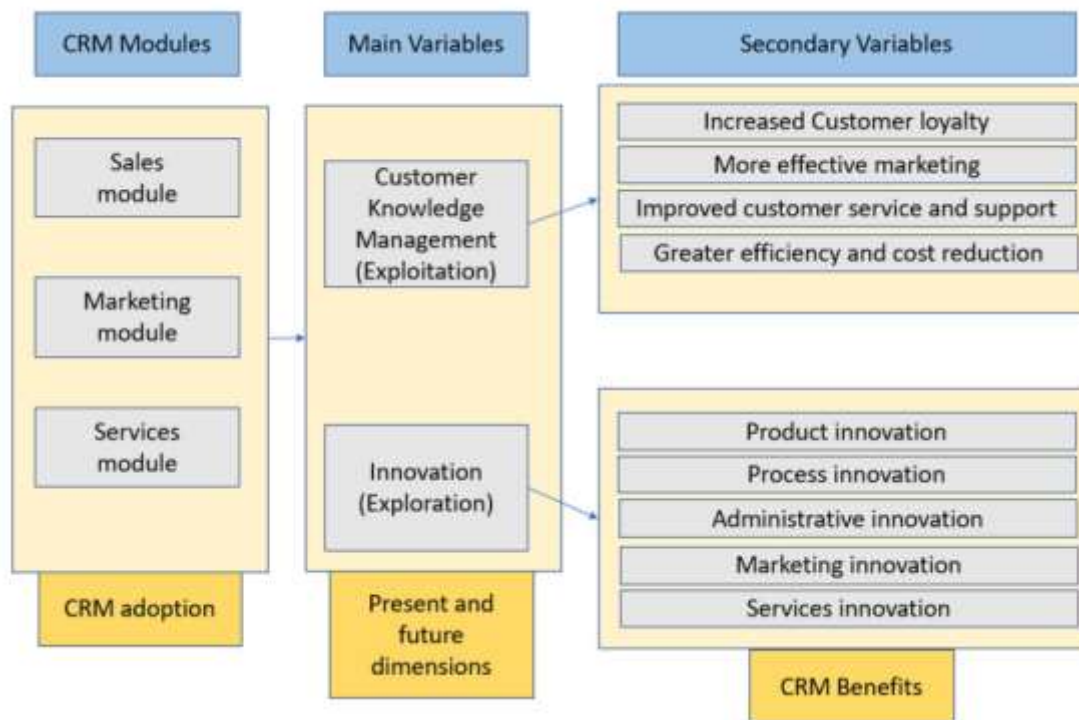 CRM Modules
Main Variables
Secondary Variables
Sales
module
Marketing
module
Services
module
CRM adoption
Customer
Knowledge
Management
(Exploitation)
Innovation
(Exploration)
Present and
future
dimensions
Increased Customer loyalty
More effective marketing
Improved customer service and support
Greater efficiency and cost reduction
Product innovation
Process innovation
Administrative innovation
Marketing innovation
Services innovation
CRM Benefits